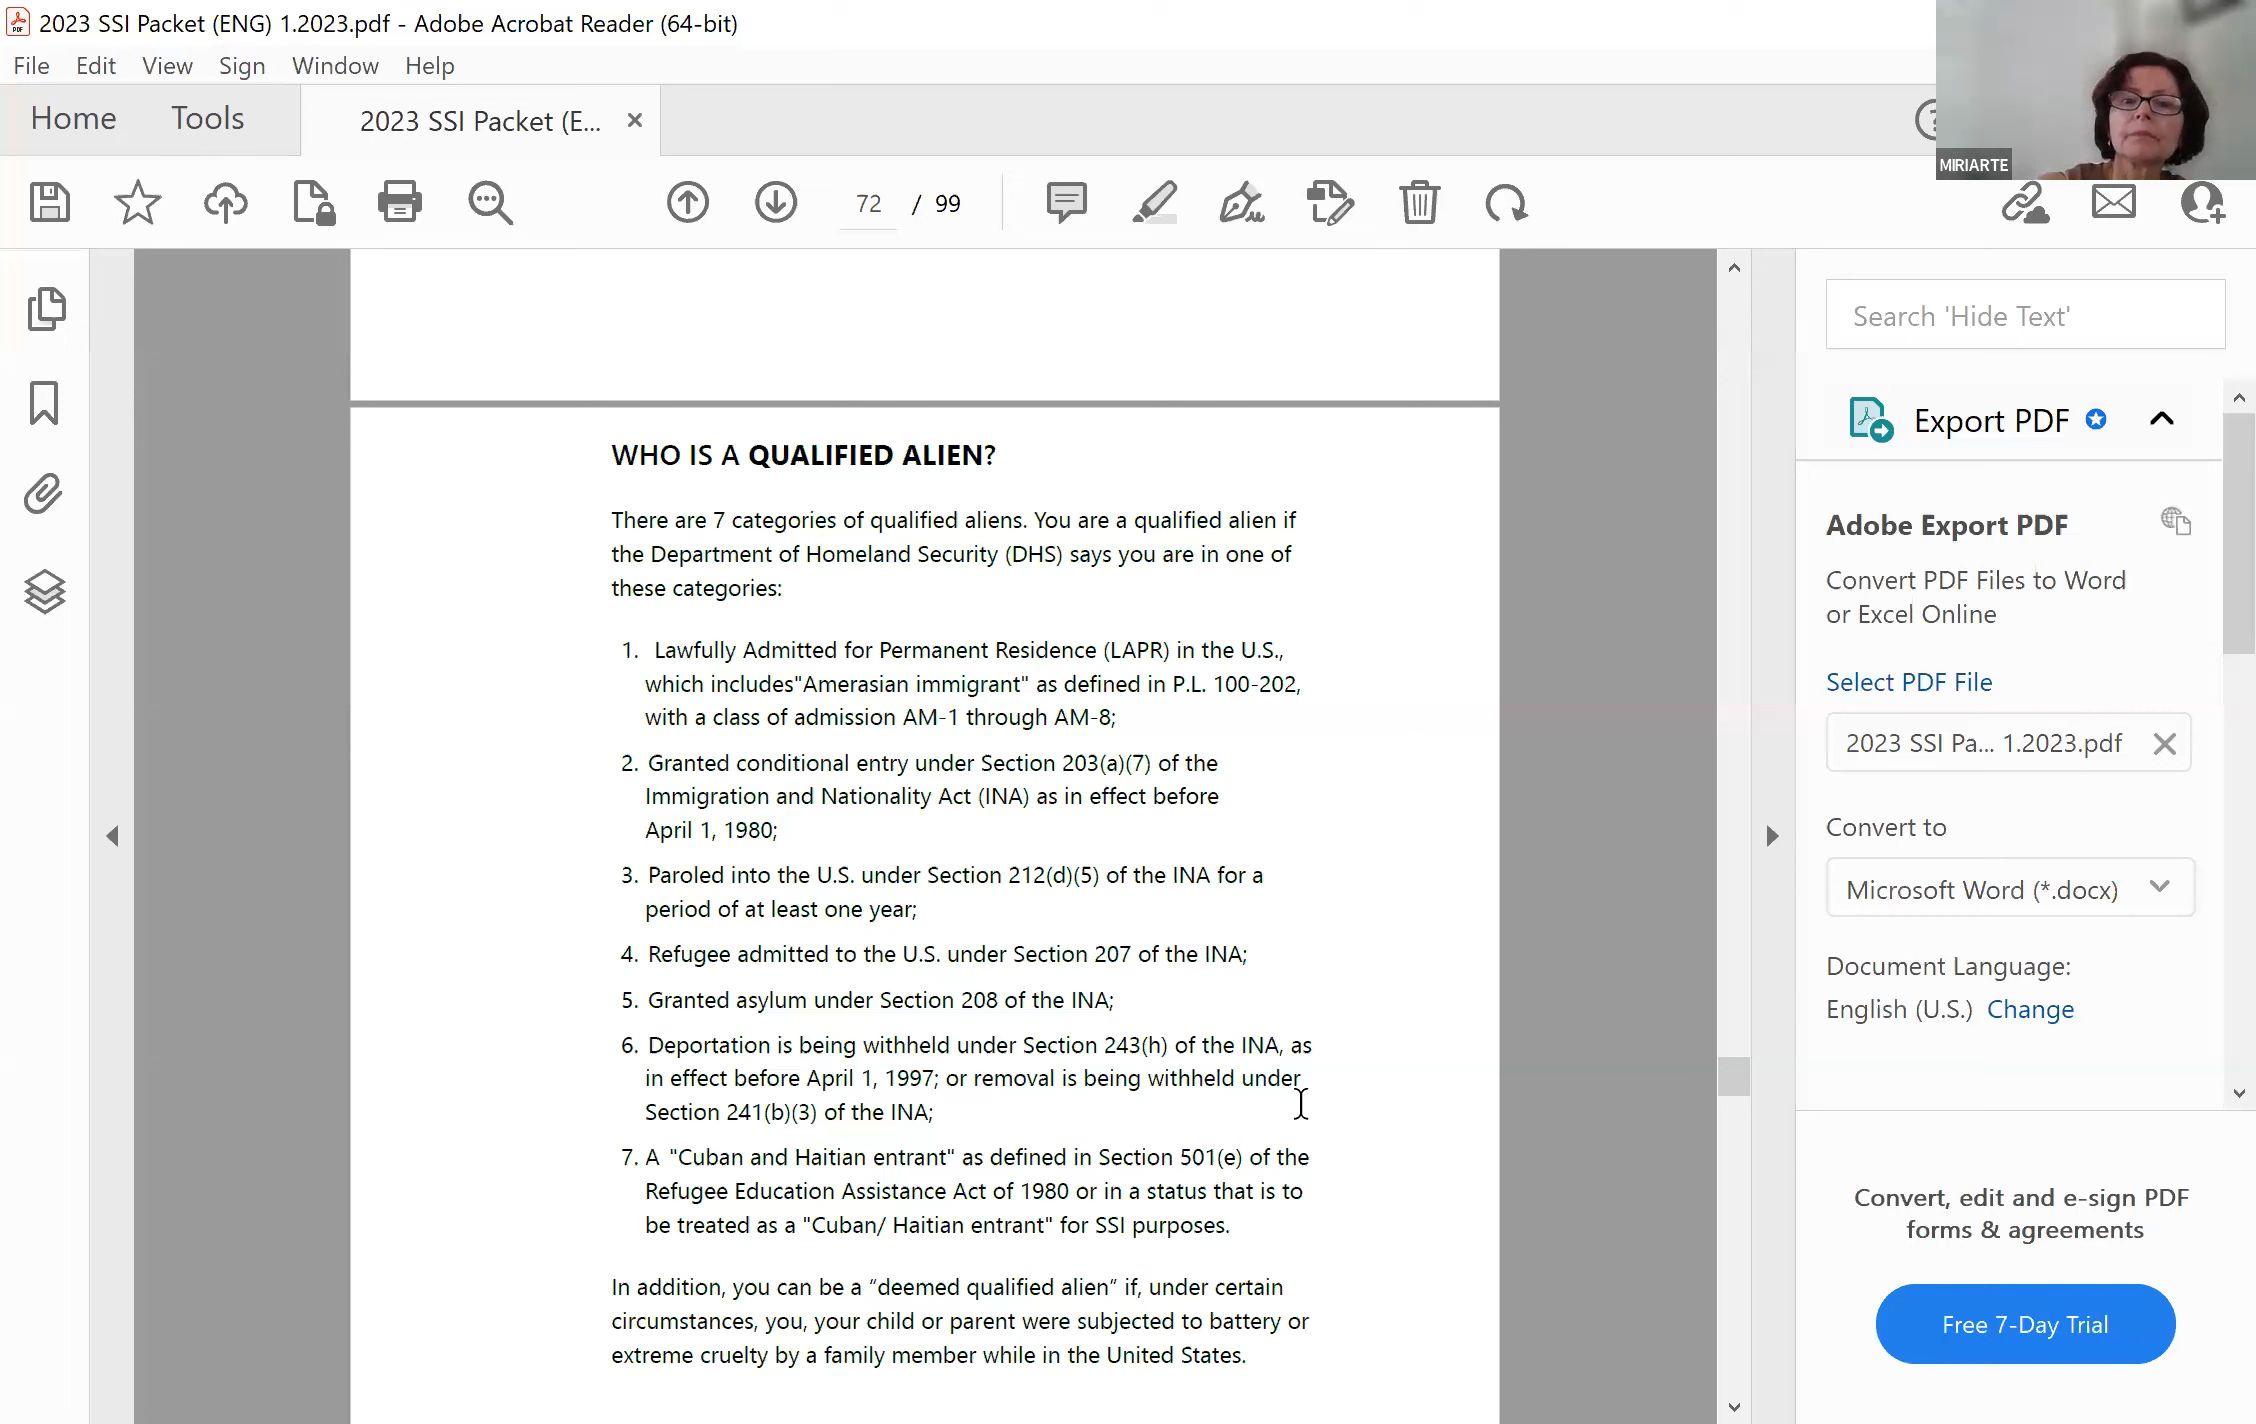 2023 SSI Packet (ENG) 1.2023.pdf - Adobe Acrobat Reader (64-bit)
File Edit View Sign Window Help
Home Tools 2023 SSI Packet (E... ×
MIRIARTE
72 / 99
WHO IS A QUALIFIED ALIEN?
There are 7 categories of qualified aliens. You are a qualified alien if
the Department of Homeland Security (DHS) says you are in one of
these categories:
1. Lawfully Admitted for Permanent Residence (LAPR) in the U.S.,
which includes"Amerasian immigrant" as defined in P.L. 100-202,
with a class of admission AM-1 through AM-8;
2. Granted conditional entry under Section 203(a)(7) of the
Immigration and Nationality Act (INA) as in effect before
April 1, 1980;
3. Paroled into the U.S. under Section 212(d)(5) of the INA for a
period of at least one year;
4. Refugee admitted to the U.S. under Section 207 of the INA;
5. Granted asylum under Section 208 of the INA;
6. Deportation is being withheld under Section 243(h) of the INA, as
in effect before April 1, 1997; or removal is being withheld under
Section 241(b)(3) of the INA;
7. A "Cuban and Haitian entrant" as defined in Section 501(e) of the
Refugee Education Assistance Act of 1980 or in a status that is to
be treated as a "Cuban/ Haitian entrant" for SSI purposes.
In addition, you can be a “deemed qualified alien” if, under certain
circumstances, you, your child or parent were subjected to battery or
extreme cruelty by a family member while in the United States.
Search 'Hide Text'
Export PDF
Adobe Export PDF
Convert PDF Files to Word
or Excel Online
Select PDF File
2023 SSI Pa... 1.2023.pdf
Convert to
Microsoft Word (*.docx)
Document Language:
English (U.S.) Change
Convert, edit and e-sign PDF
forms & agreements
Free 7-Day Trial